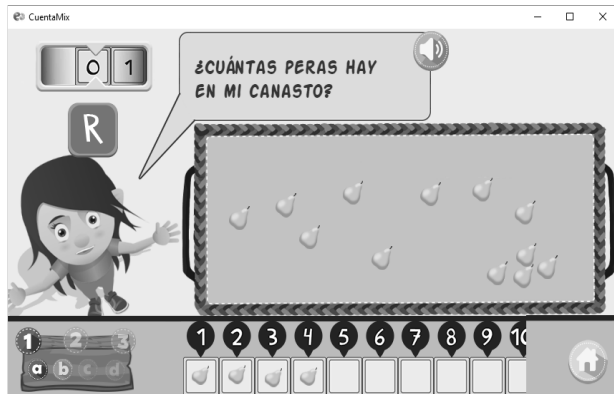 CuentaMix
0 1
¿CUÁNTAS PERAS HAY
EN MI CANASTO?
R
1 2 3
a b c d
1 2 3 4 5 6 7 8 9 10